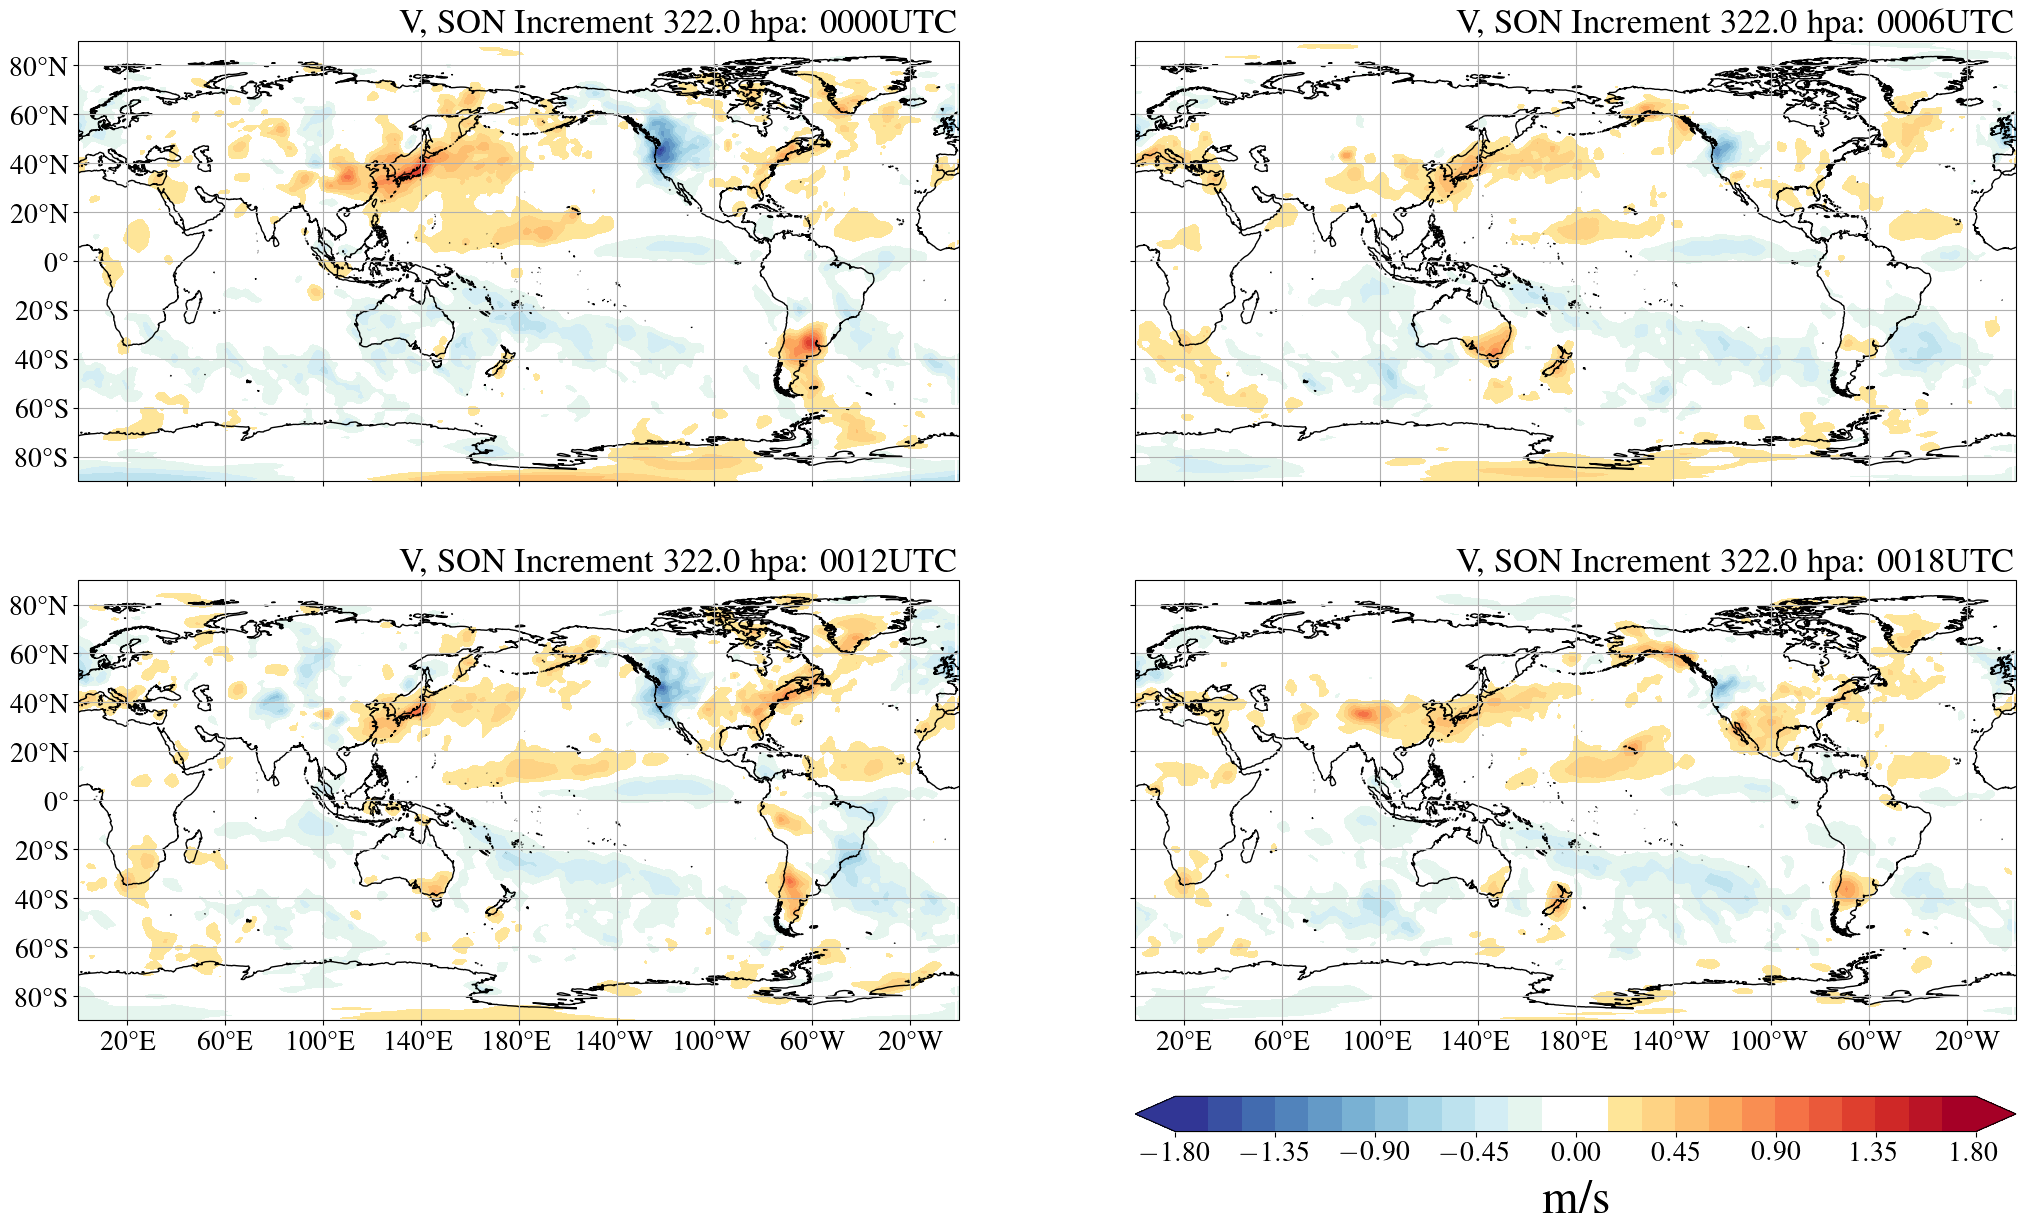 V, SON Increment 322.0 hpa: 0000UTC
V, SON Increment 322.0 hpa: 0006UTC
80°N
60°N
40°N
20°N
0°
20°S
40°S
60°S
80°S
V, SON Increment 322.0 hpa: 0012UTC
V, SON Increment 322.0 hpa: 0018UTC
80°N
60°N
40°N
20°N
0°
20°S
40°S
60°S
80°S
20°E 60°E 100°E 140°E 180°E 140°W 100°W 60°W 20°W
20°E 60°E 100°E 140°E 180°E 140°W 100°W 60°W 20°W
−1.80 −1.35 −0.90 −0.45 0.00 0.45 0.90 1.35 1.80
m/s